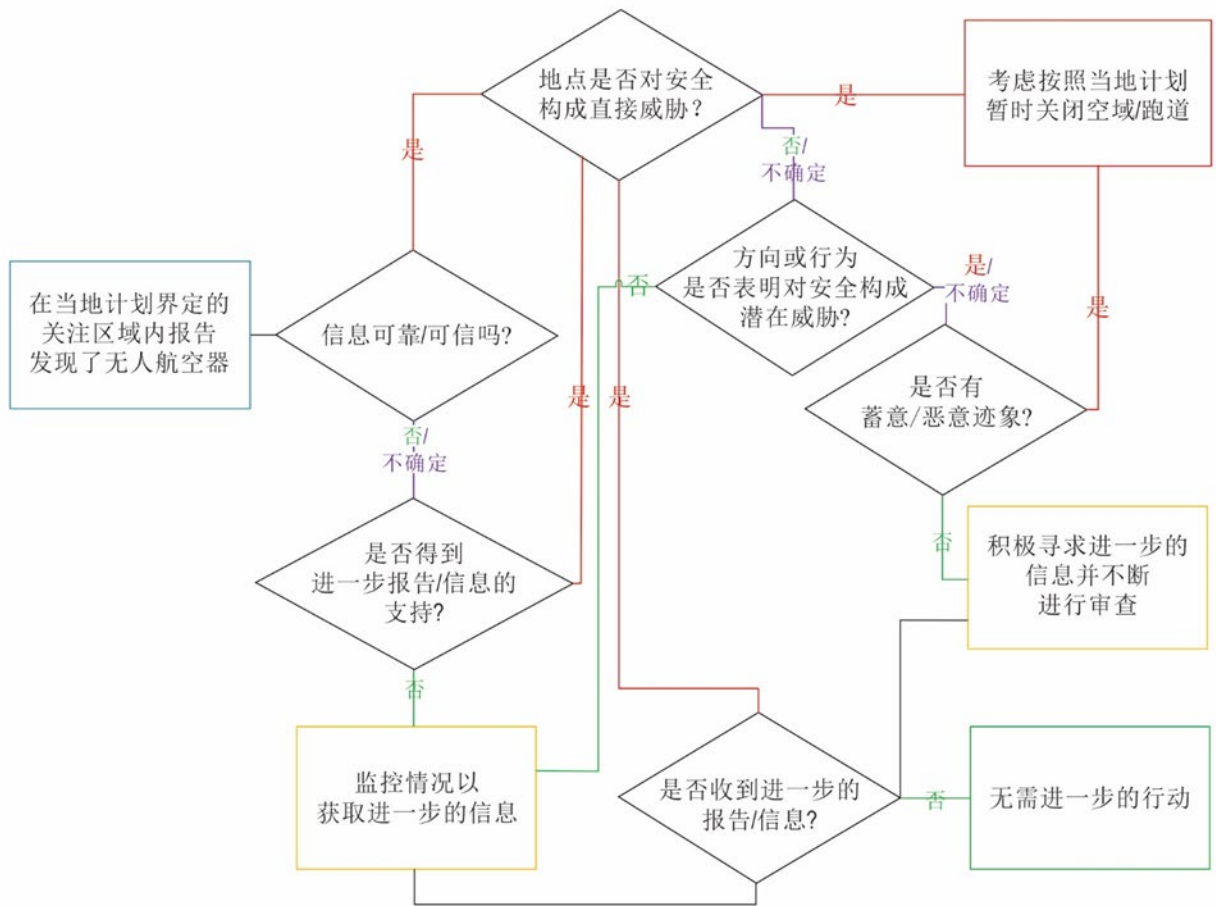 地点是否对安全
构成直接威胁?
是
考虑按照当地计划
暂时关闭空域/跑道
是
否/
不确定
方向或行为
是否表明对安全构成
潜在威胁?
否
是/
不确定
是
在当地计划界定的
关注区域内报告
发现了无人航空器
信息可靠/可信吗?
是
是
是否有
蓄意/恶意迹象?
否/
不确定
是否得到
进一步报告/信息的
支持?
否
积极寻求进一步的
信息并不断
进行审查
否
监控情况以
获取进一步的信息
是否收到进一步的
报告/信息?
否
无需进一步的行动